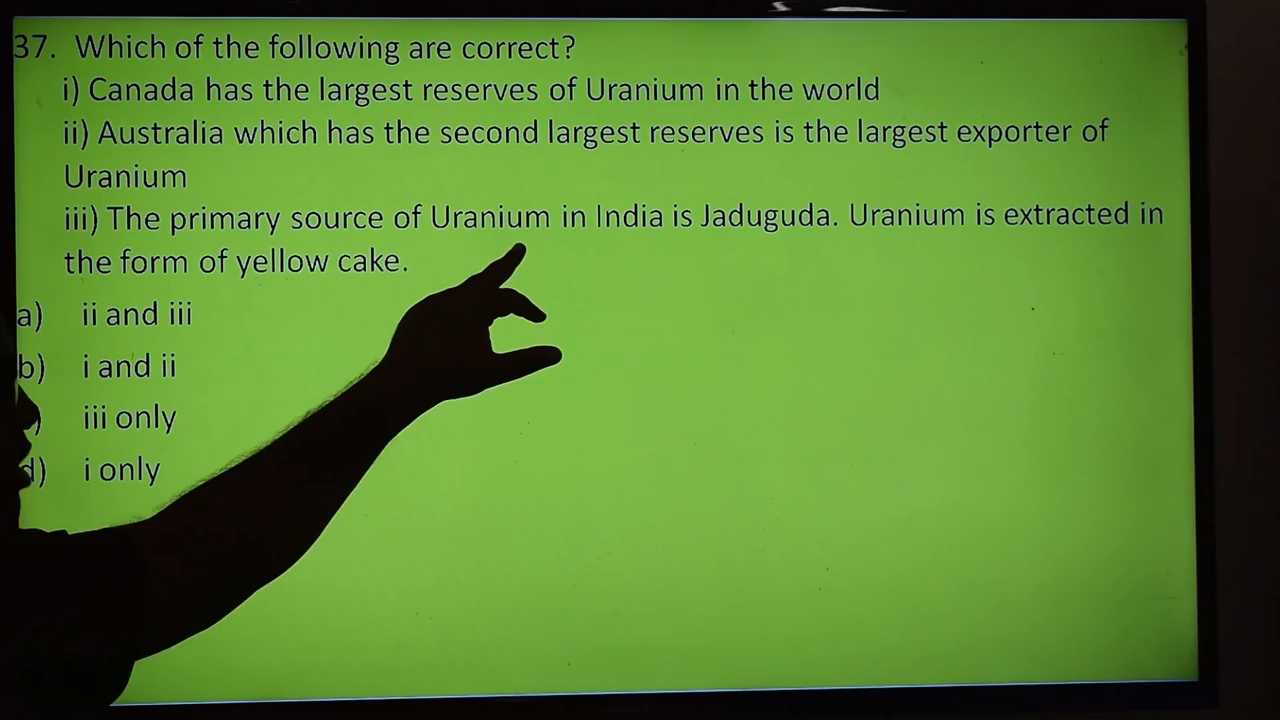 37. Which of the following are correct?
i) Canada has the largest reserves of Uranium in the world
ii) Australia which has the second largest reserves is the largest exporter of
Uranium
iii) The primary source of Uranium in India is Jaduguda. Uranium is extracted in
the form of yellow cake.
a) ii and iii
b) i and ii
) iii only
d) i only